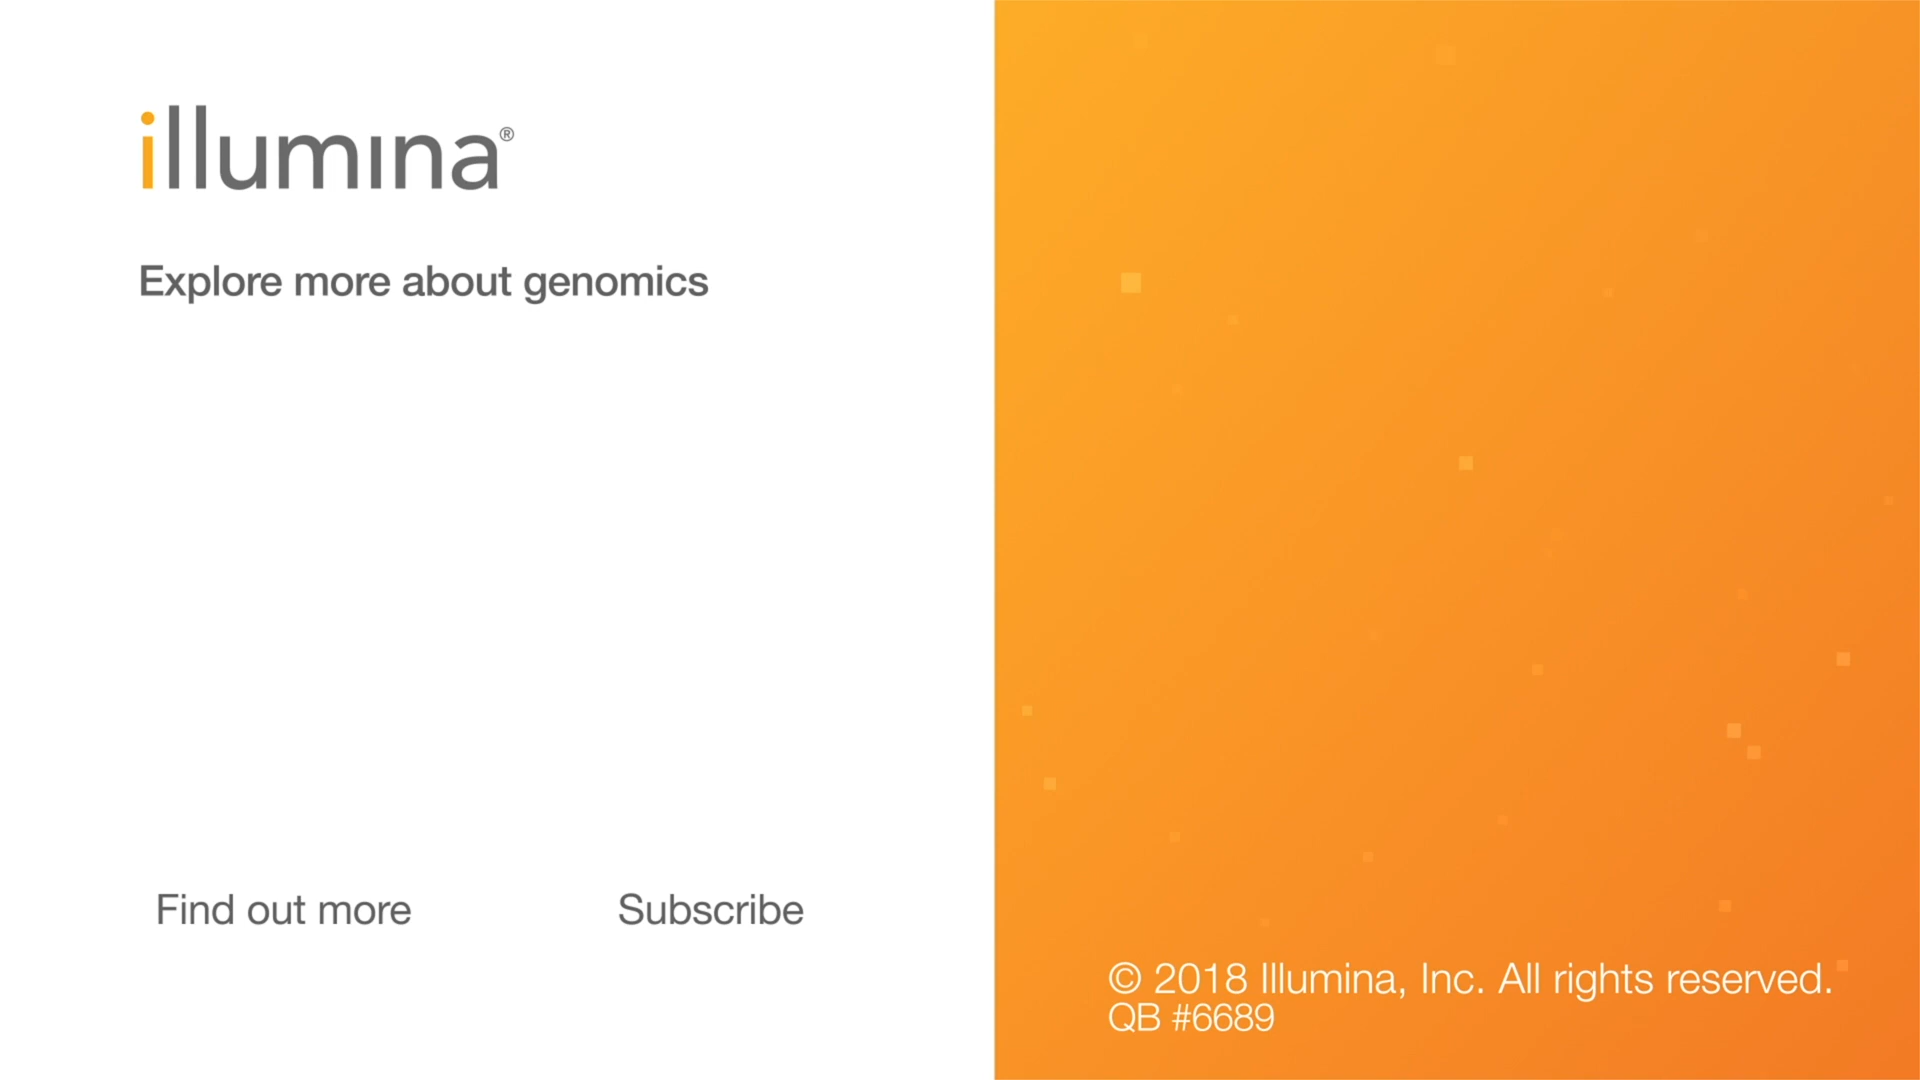 illumina®
Explore more about genomics
Find out more
Subscribe
© 2018 Illumina, Inc. All rights reserved.
QB #6689